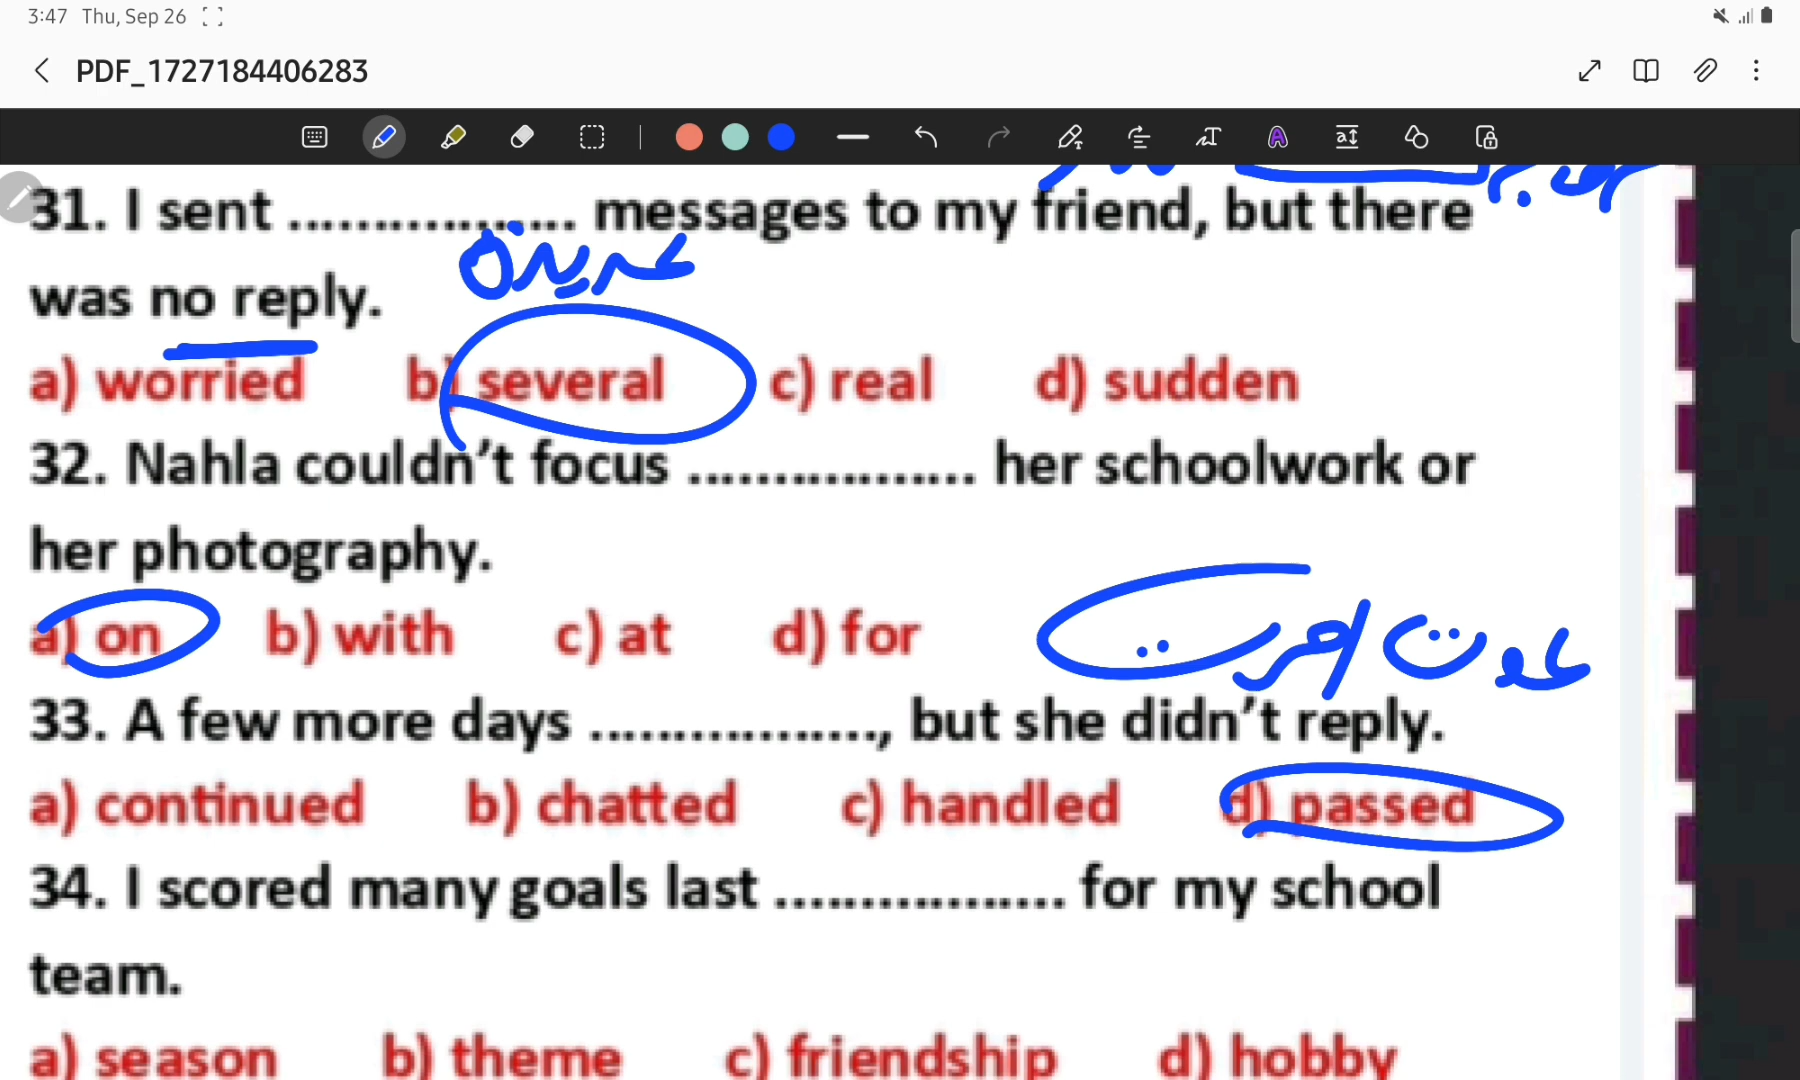 3:47 Thu, Sep 26
PDF_1727184406283
31. I sent ................. messages to my friend, but there
was no reply.
a) worried b) several c) real d) sudden
32. Nahla couldn't focus ................. her schoolwork or
her photography.
a) on b) with c) at d) for
33. A few more days ................., but she didn't reply.
a) continued b) chatted c) handled d) passed
34. I scored many goals last ................. for my school
team.
a) season b) theme c) friendship d) hobby